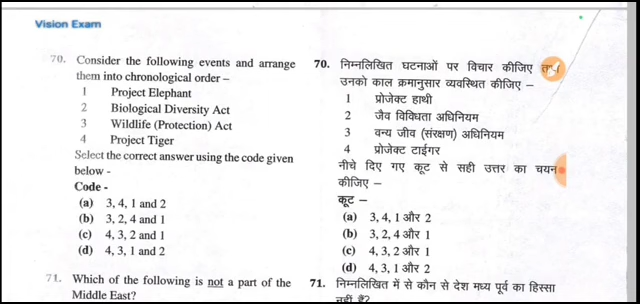 Vision Exam
70. Consider the following events and arrange
them into chronological order –
1 Project Elephant
2 Biological Diversity Act
3 Wildlife (Protection) Act
4 Project Tiger
Select the correct answer using the code given
below -
Code -
(a) 3, 4, 1 and 2
(b) 3, 2, 4 and 1
(c) 4, 3, 2 and 1
(d) 4, 3, 1 and 2
71. Which of the following is not a part of the
Middle East?
70. निम्नलिखित घटनाओं पर विचार कीजिए
उनको काल क्रमानुसार व्यवस्थित कीजिए –
1 प्रोजेक्ट हाथी
2 जैव विविधता अधिनियम
3 वन्य जीव (संरक्षण) अधिनियम
4 प्रोजेक्ट टाईगर
नीचे दिए गए कूट से सही उत्तर का चयन
कीजिए –
कूट –
(a) 3, 4, 1 और 2
(b) 3, 2, 4 और 1
(c) 4, 3, 2 और 1
(d) 4, 3, 1 और 2
71. निम्नलिखित में से कौन से देश मध्य पूर्व का हिस्सा
नहीं हैं?